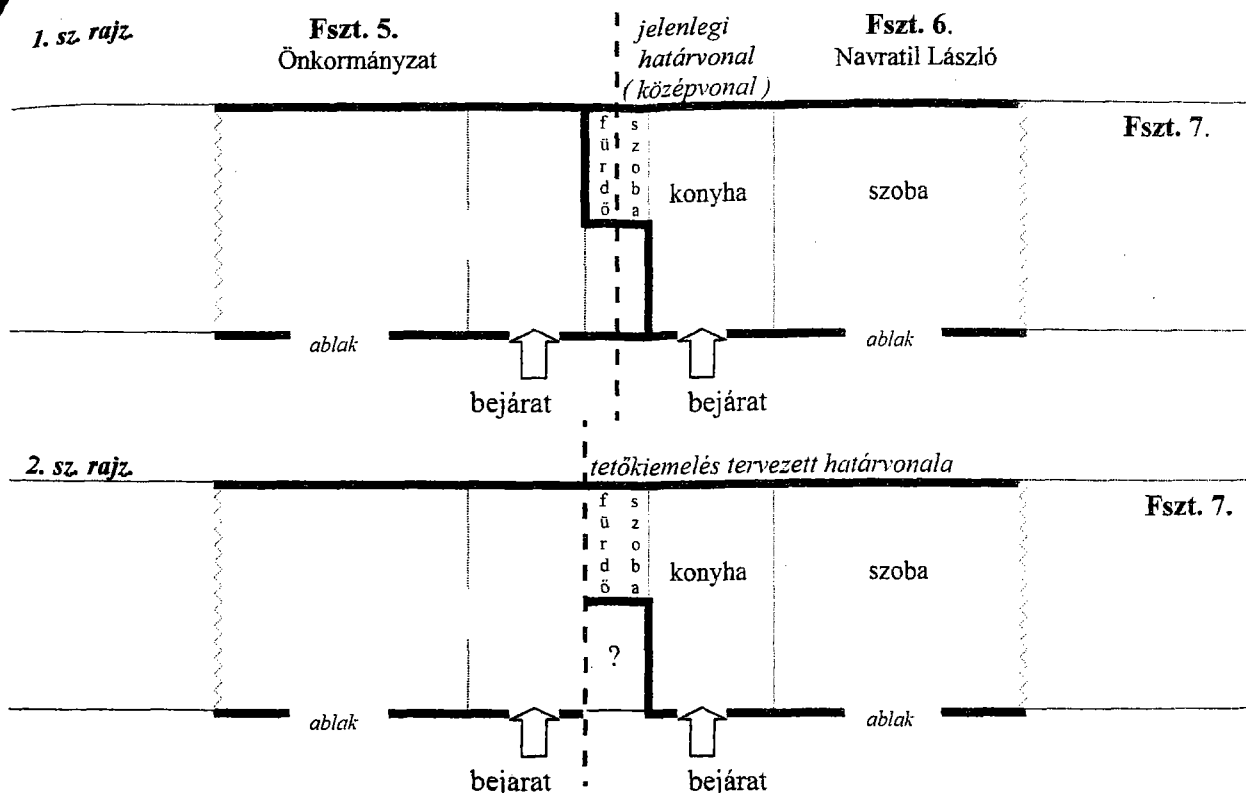 1. sz. rajz.
Fszt. 5.
Önkormányzat
jelenlegi
határvonal
( középvonal )
Fszt. 6.
Navratil László
Fszt. 7.
fürdő
szoba
konyha
szoba
ablak
ablak
bejárat
bejárat
2. sz. rajz.
tetőkiemelés tervezett határvonala
Fszt. 7.
fürdő
szoba
konyha
szoba
?
ablak
ablak
bejárat
bejárat